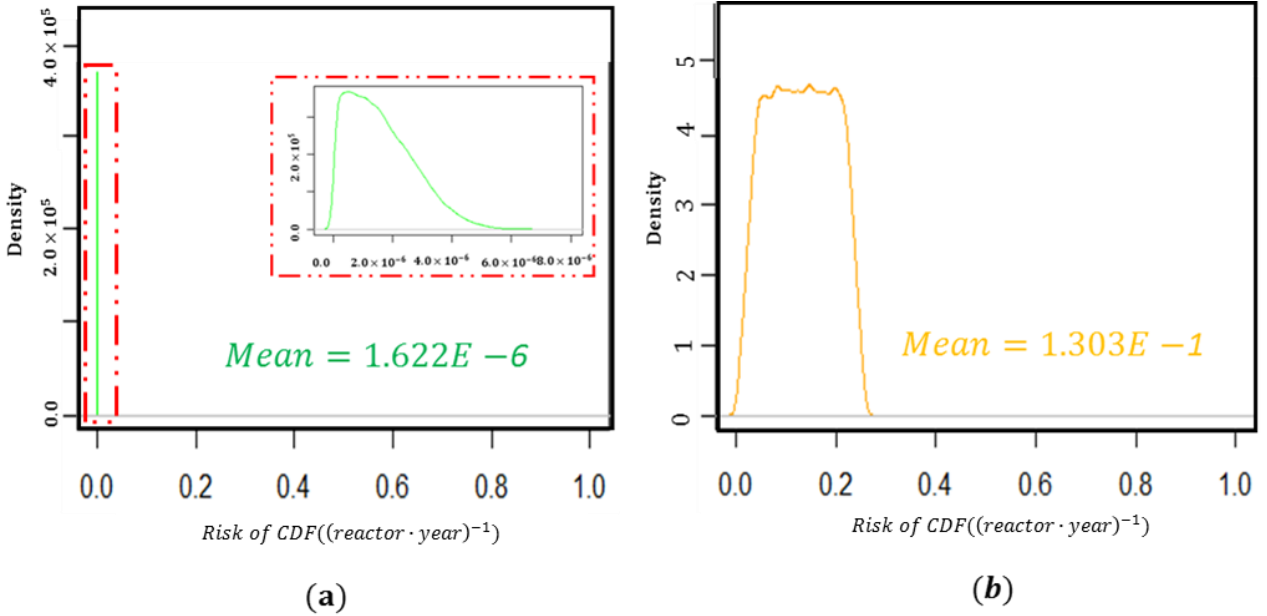 4.0×10⁵
2.0×10⁵
0.0
Density
2.0×10⁵
0.0
0.0 2.0×10⁻⁶ 4.0×10⁻⁶ 6.0×10⁻⁶ 8.0×10⁻⁶
Mean = 1.622E −6
0.0 0.2 0.4 0.6 0.8 1.0
Risk of CDF((reactor · year)⁻¹)
(a)
5
4
3
2
1
0
Density
Mean = 1.303E −1
0.0 0.2 0.4 0.6 0.8 1.0
Risk of CDF((reactor · year)⁻¹)
(b)